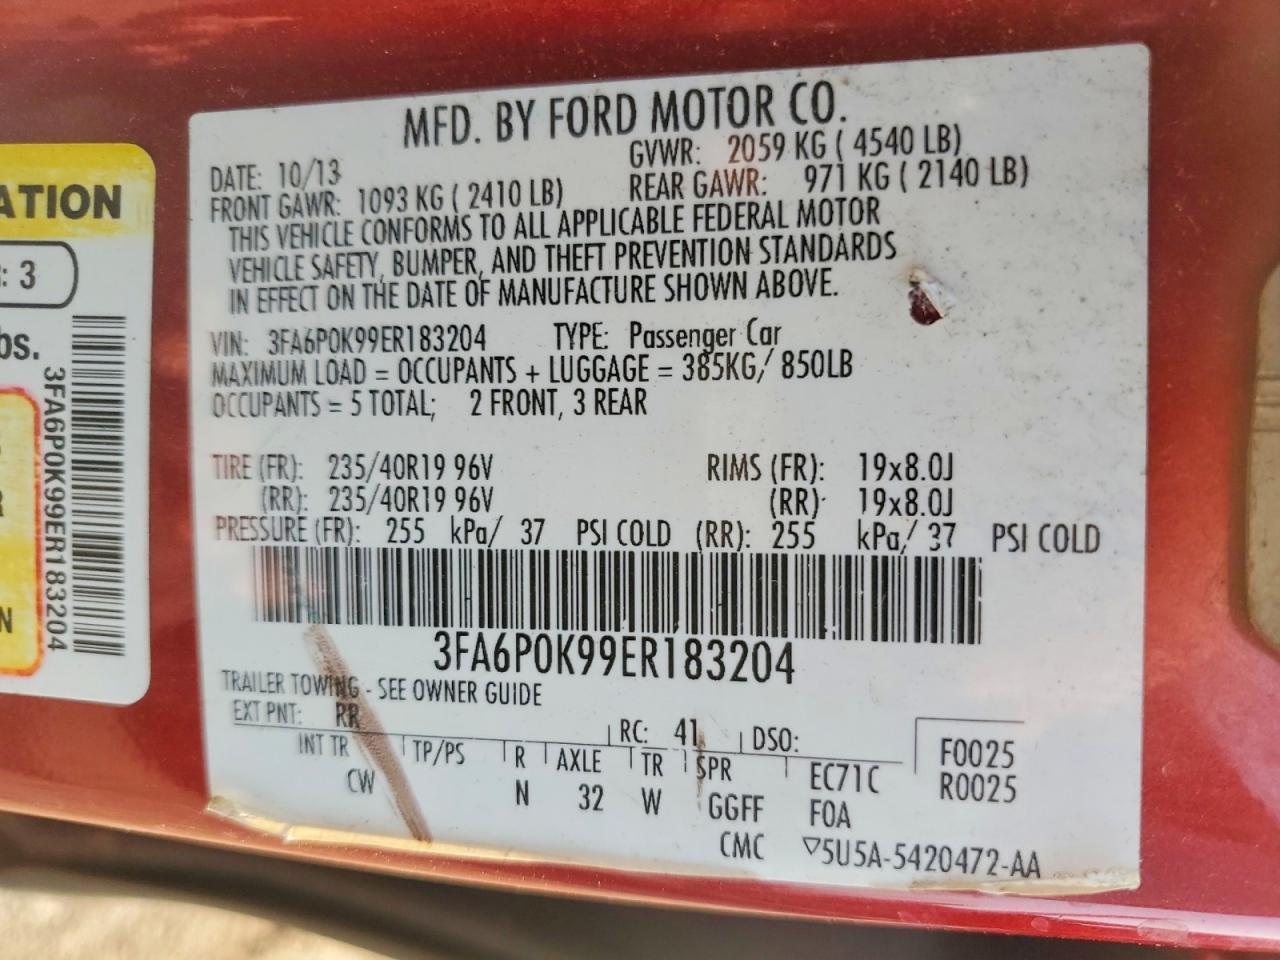 MFD. BY FORD MOTOR CO.
DATE: 10/13 GVWR: 2059 KG ( 4540 LB)
FRONT GAWR: 1093 KG ( 2410 LB) REAR GAWR: 971 KG ( 2140 LB)
THIS VEHICLE CONFORMS TO ALL APPLICABLE FEDERAL MOTOR
VEHICLE SAFETY, BUMPER, AND THEFT PREVENTION STANDARDS
IN EFFECT ON THE DATE OF MANUFACTURE SHOWN ABOVE.
VIN: 3FA6P0K99ER183204 TYPE: Passenger Car
MAXIMUM LOAD = OCCUPANTS + LUGGAGE = 385KG/ 850LB
OCCUPANTS = 5 TOTAL; 2 FRONT, 3 REAR
TIRE (FR): 235/40R19 96V RIMS (FR): 19x8.0J
(RR): 235/40R19 96V (RR) 19x8.0J
PRESSURE (FR): 255 kPa/ 37 PSI COLD (RR): 255 kPa/ 37 PSI COLD
3FA6P0K99ER183204
TRAILER TOWING - SEE OWNER GUIDE
EXT PNT: RR RC: 41 DSO: F0025
INT TR TP/PS R AXLE TR SPR EC71C R0025
CW N 32 W GGFF FOA
CMC ▽5U5A-5420472-AA
ATION
: 3
bs.
3FA6P0K99ER183204
R
N